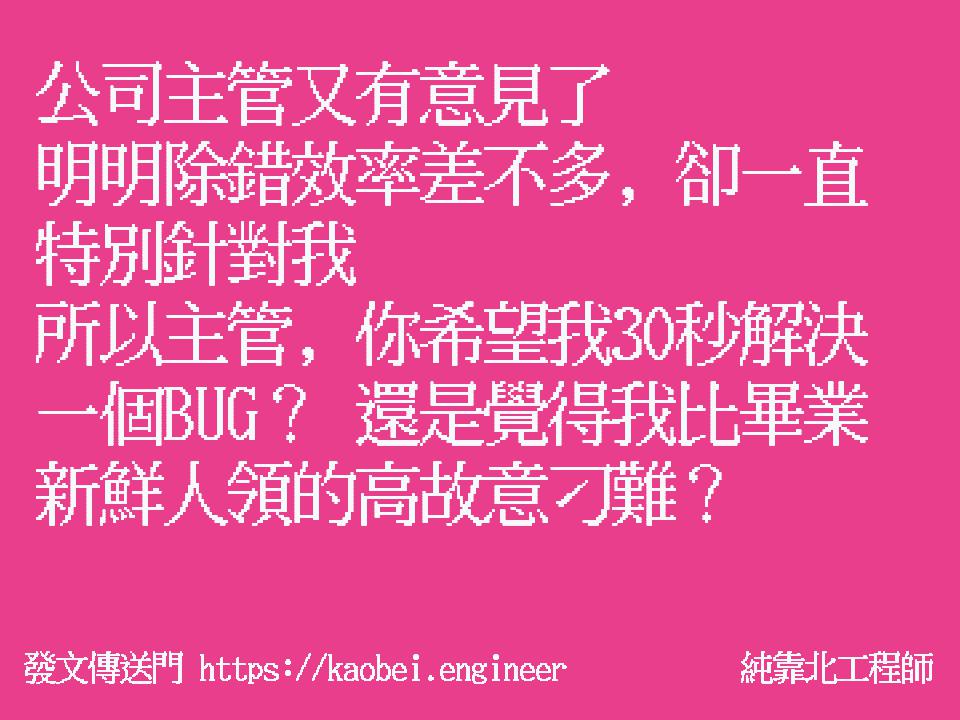 公司主管又有意見了
明明除錯效率差不多，卻一直
特別針對我
所以主管，你希望我30秒解決
一個BUG？ 還是覺得我比畢業
新鮮人領的高故意刁難？
發文傳送門 https://kaobei.engineer
純靠北工程師